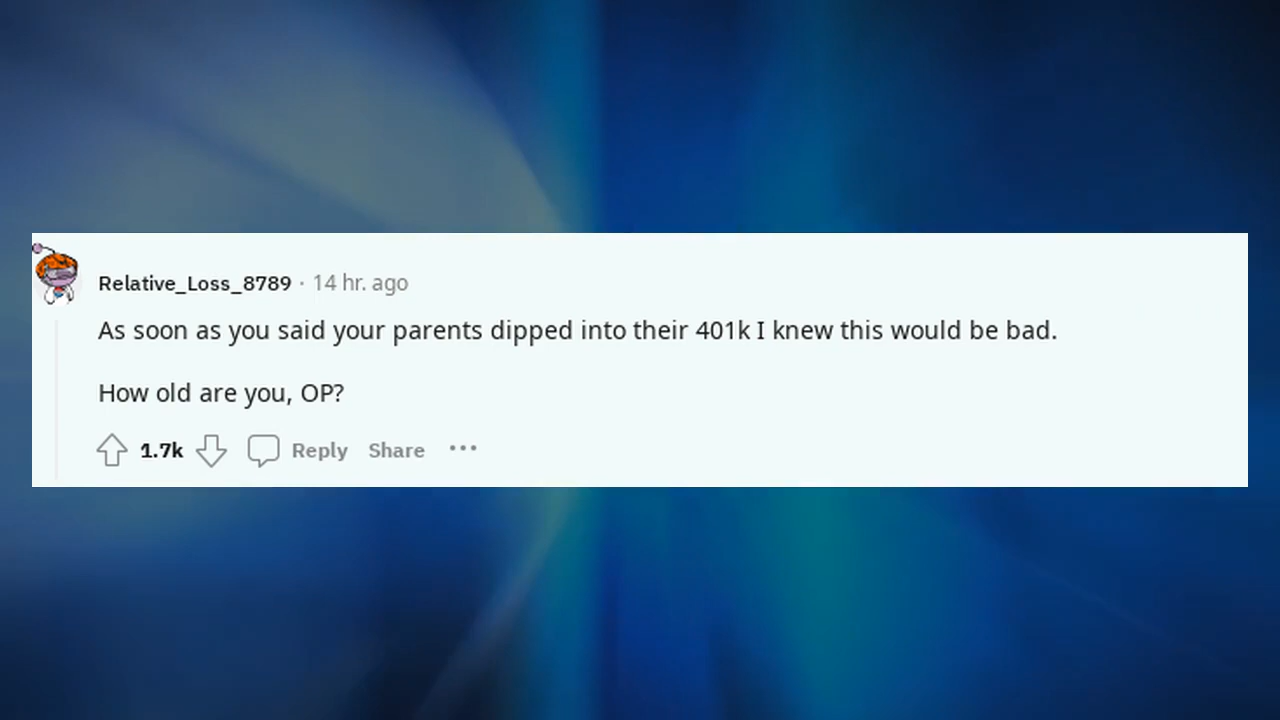 Relative_Loss_8789 · 14 hr. ago
As soon as you said your parents dipped into their 401k I knew this would be bad.
How old are you, OP?
1.7k Reply Share ···